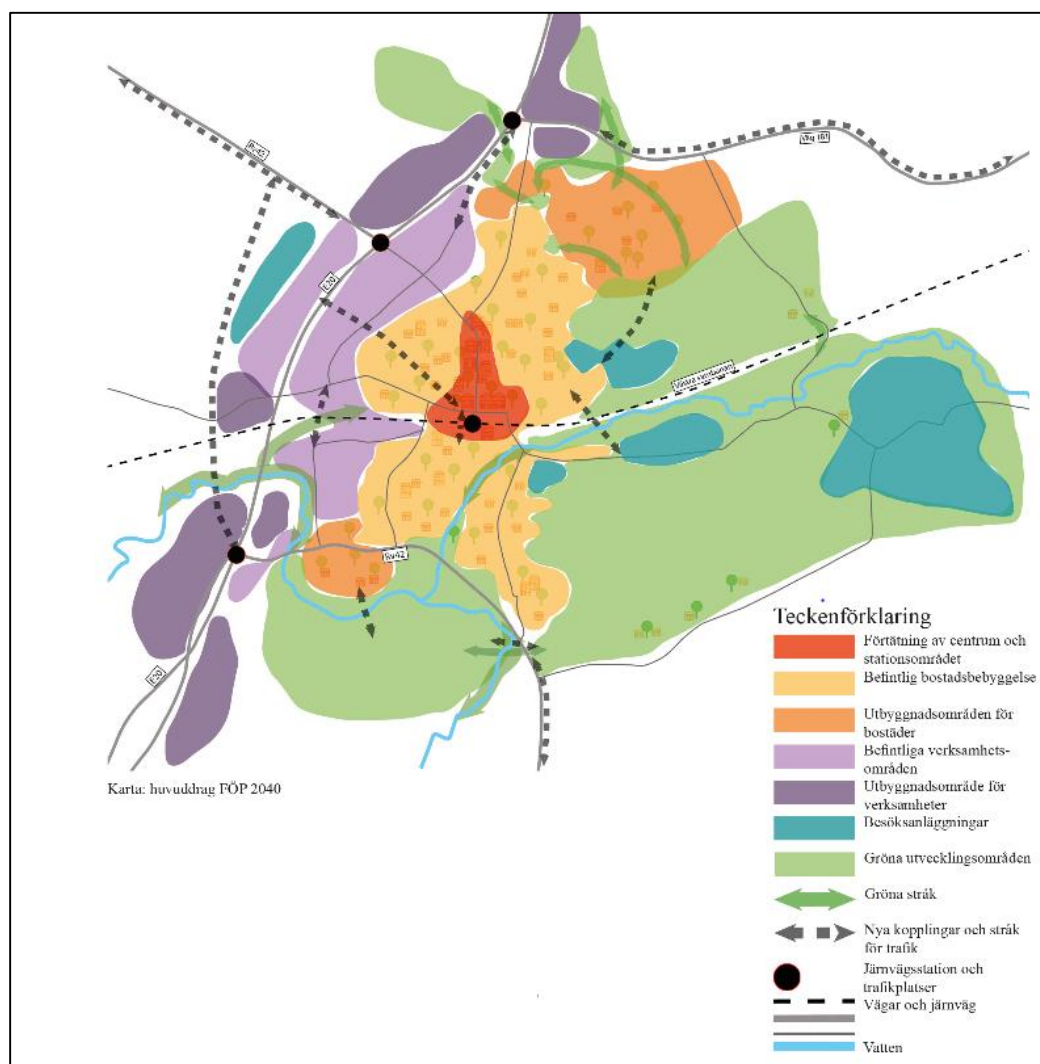 Väg 181
E20
Västra stambanan
Rv42
E20
Karta: huvuddrag FÖP 2040
Teckenförklaring
Förtätning av centrum och
stationsområdet
Befintlig bostadsbebyggelse
Utbyggnadsområden för
bostäder
Befintliga verksamhets-
områden
Utbyggnadsområde för
verksamheter
Besöksanläggningar
Gröna utvecklingsområden
Gröna stråk
Nya kopplingar och stråk
för trafik
Järnvägsstation och
trafikplatser
Vägar och järnväg
Vatten